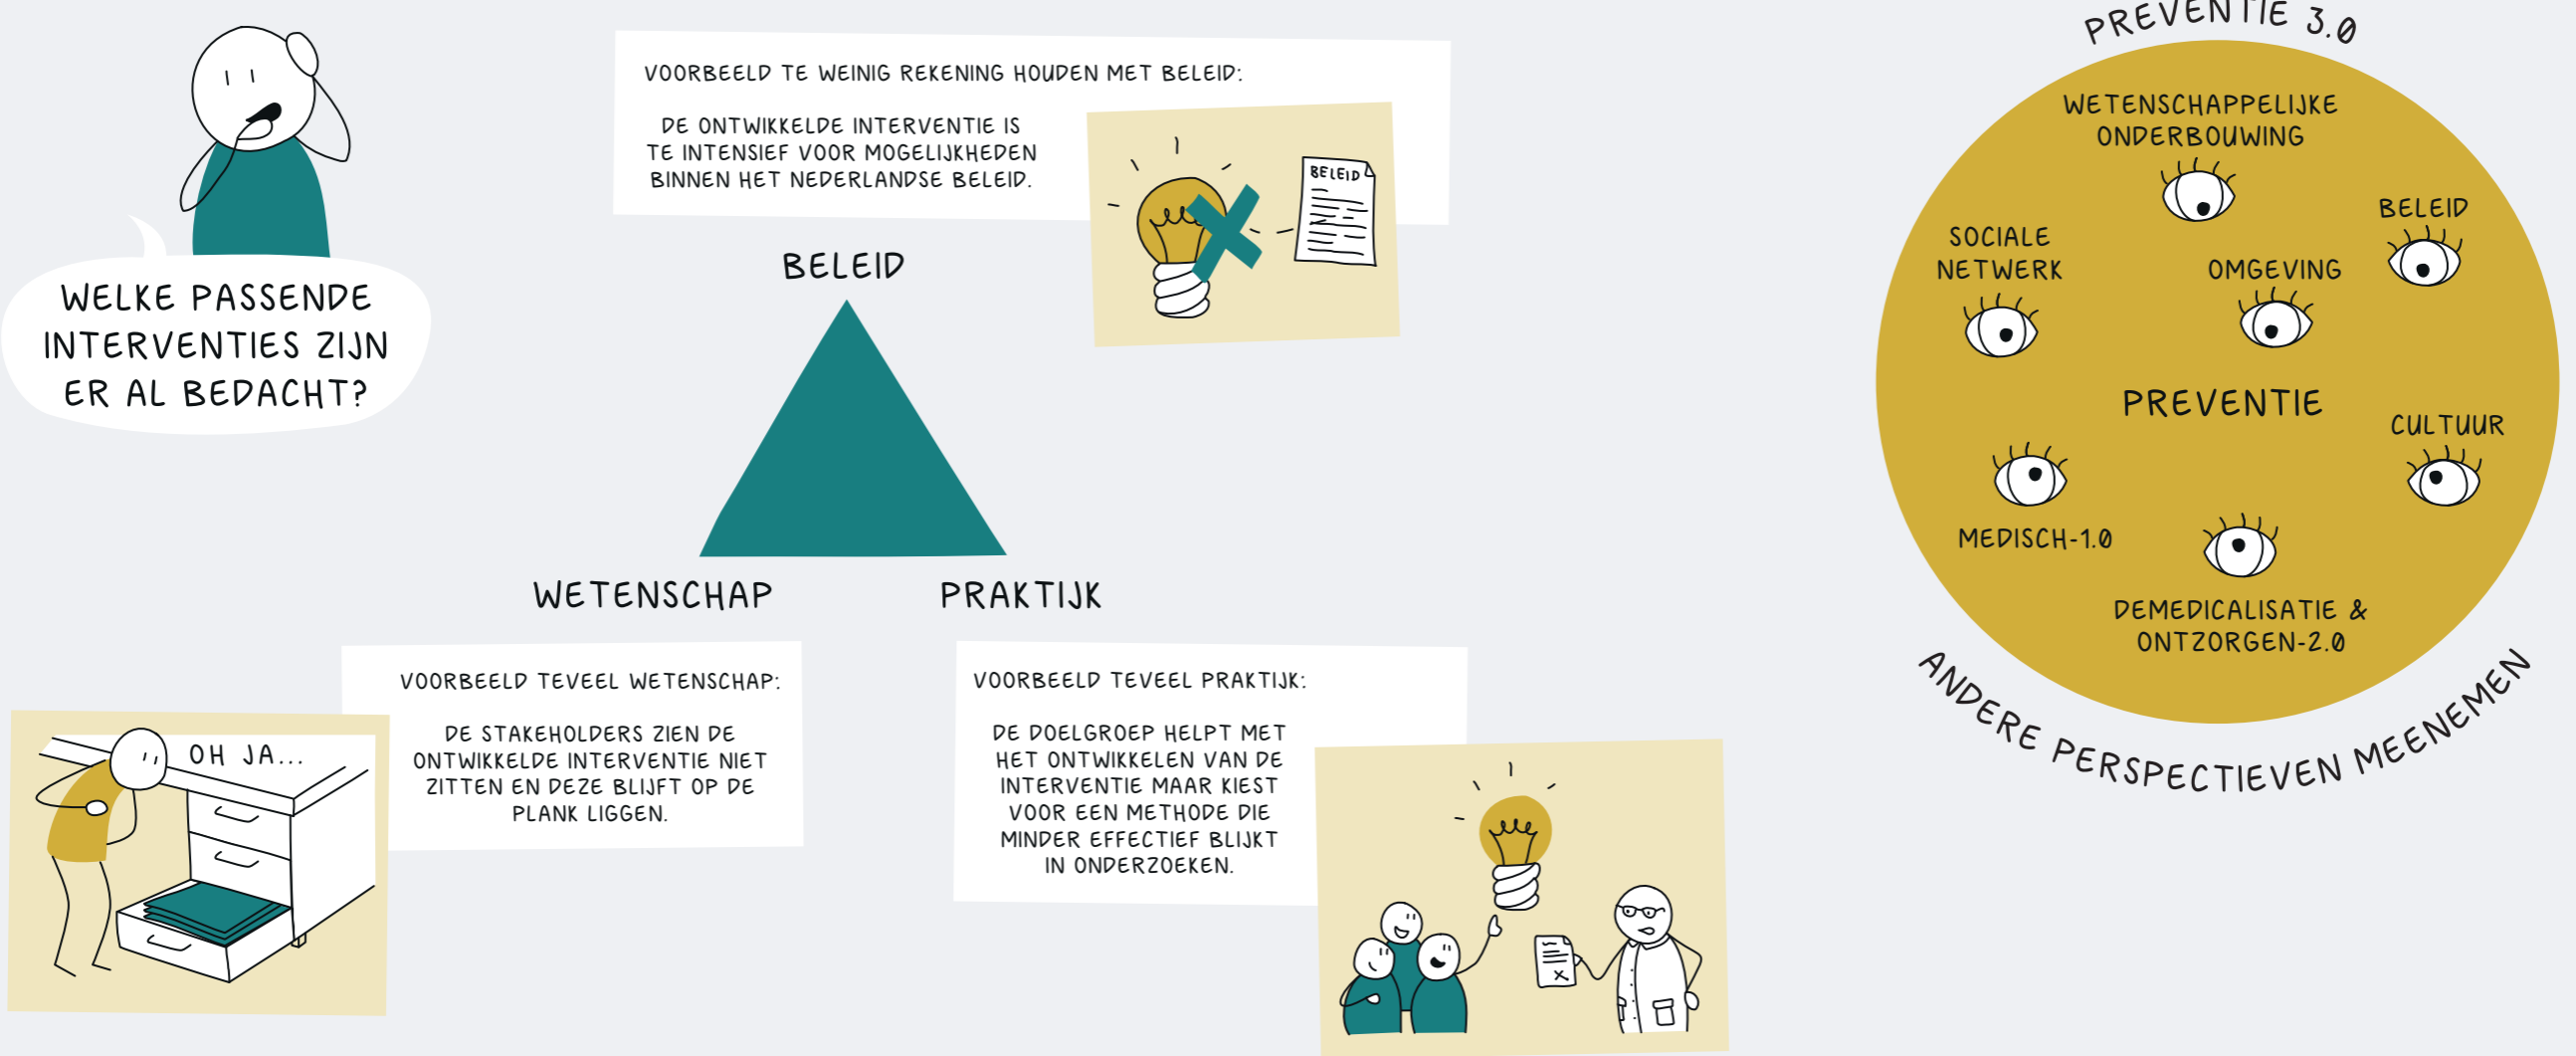 WELKE PASSENDE
INTERVENTIES ZIJN
ER AL BEDACHT?
VOORBEELD TE WEINIG REKENING HOUDEN MET BELEID:
DE ONTWIKKELDE INTERVENTIE IS
TE INTENSIEF VOOR MOGELIJKHEDEN
BINNEN HET NEDERLANDSE BELEID.
BELEID
BELEID
WETENSCHAP
PRAKTIJK
VOORBEELD TEVEEL WETENSCHAP:
DE STAKEHOLDERS ZIEN DE
ONTWIKKELDE INTERVENTIE NIET
ZITTEN EN DEZE BLIJFT OP DE
PLANK LIGGEN.
OH JA...
VOORBEELD TEVEEL PRAKTIJK:
DE DOELGROEP HELPT MET
HET ONTWIKKELEN VAN DE
INTERVENTIE MAAR KIEST
VOOR EEN METHODE DIE
MINDER EFFECTIEF BLIJKT
IN ONDERZOEKEN.
PREVENTIE 3.0
WETENSCHAPPELIJKE
ONDERBOUWING
BELEID
SOCIALE
NETWERK
OMGEVING
PREVENTIE
CULTUUR
MEDISCH-1.0
DEMEDICALISATIE &
ONTZORGEN-2.0
ANDERE PERSPECTIEVEN MEENEMEN